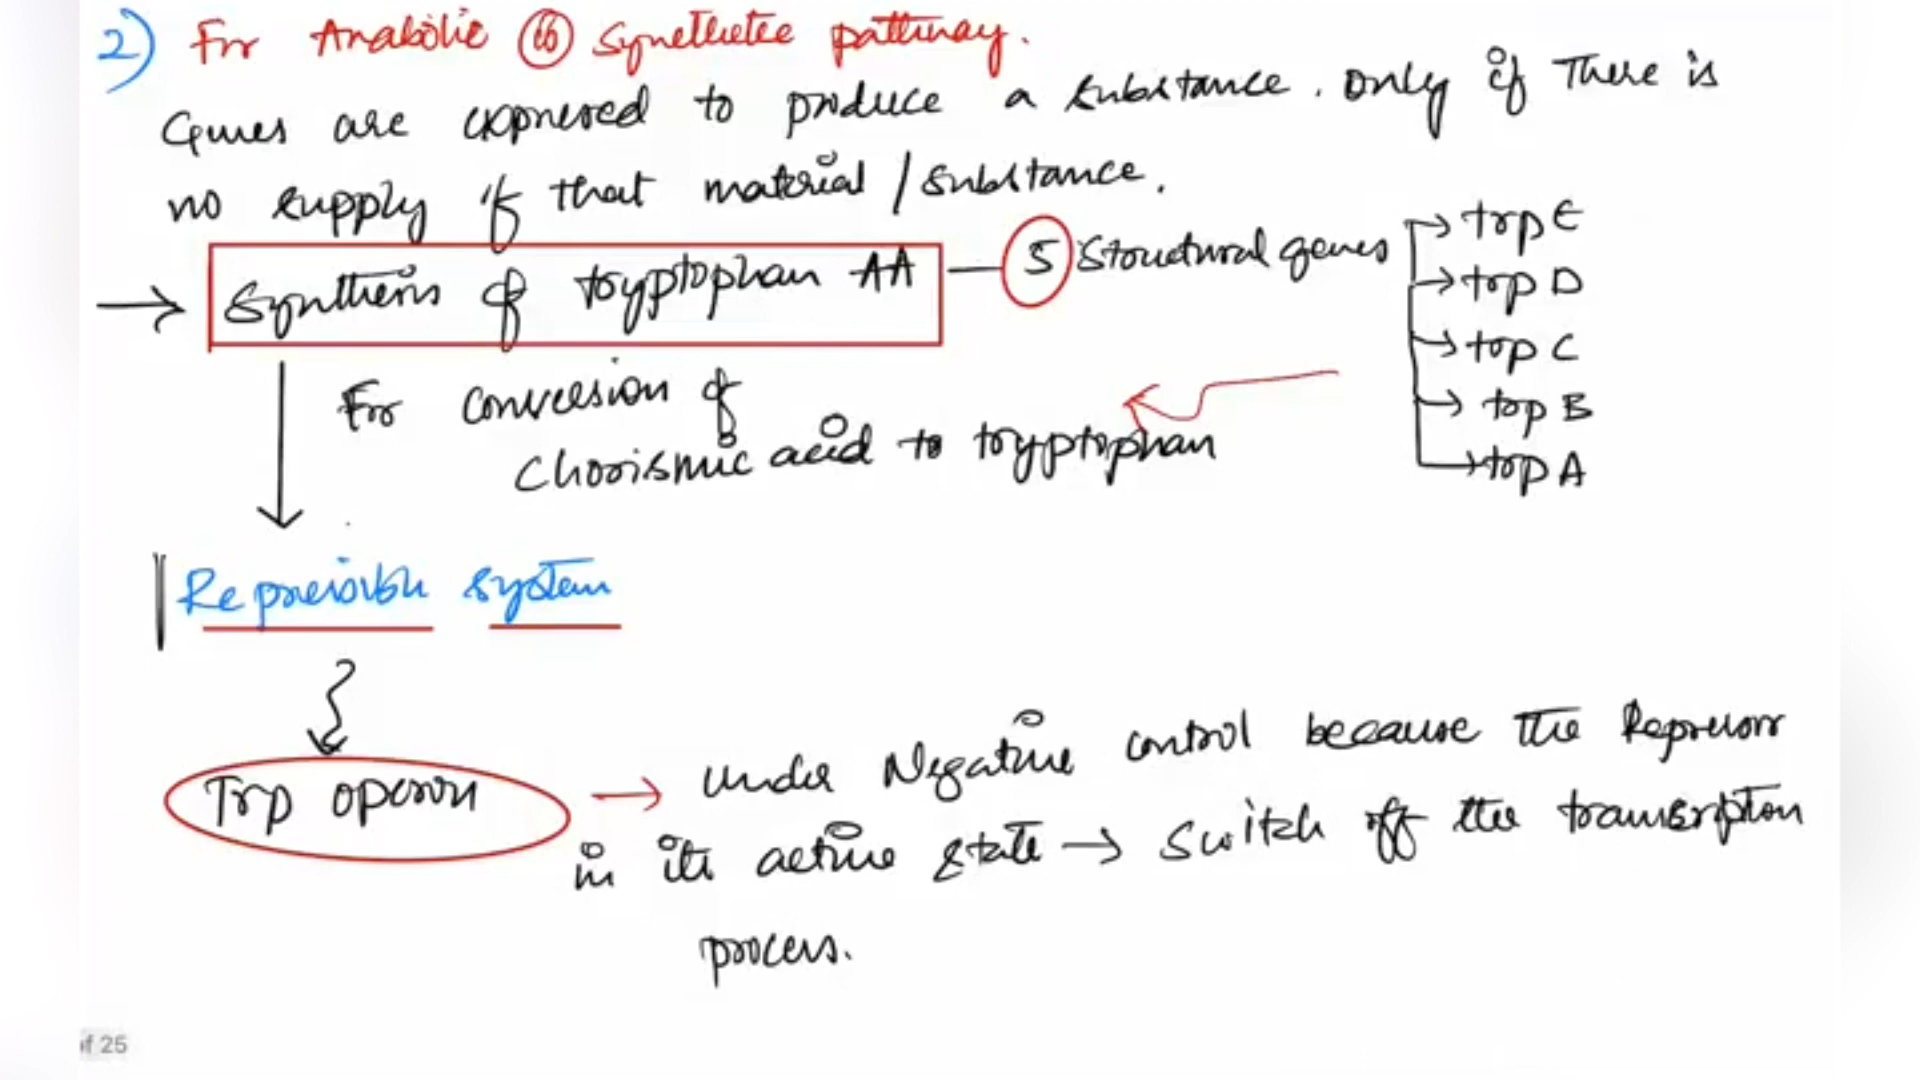 2) For Anabolic (or) Synthetic pathway.
Genes are expressed to produce a substance. Only if There is
no supply of that material / substance.
→ Synthesis of tryptophan AA — 5 Structural genes
→ trp E
→ trp D
→ trp C
→ trp B
→ trp A
For conversion of
Chorismic acid to tryptophan
Repressible system
Trp operon → under Negative control because the Repressor
in its active state → Switch off the transcription
process.
of 25